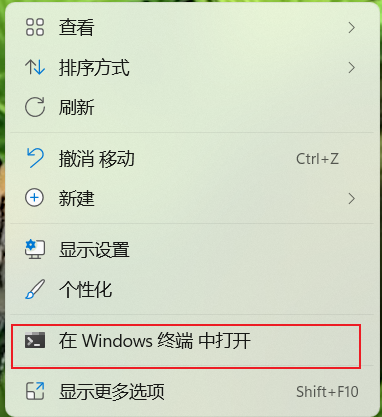 查看
排序方式
刷新
撤消 移动 Ctrl+Z
新建
显示设置
个性化
在 Windows 终端 中打开
显示更多选项 Shift+F10